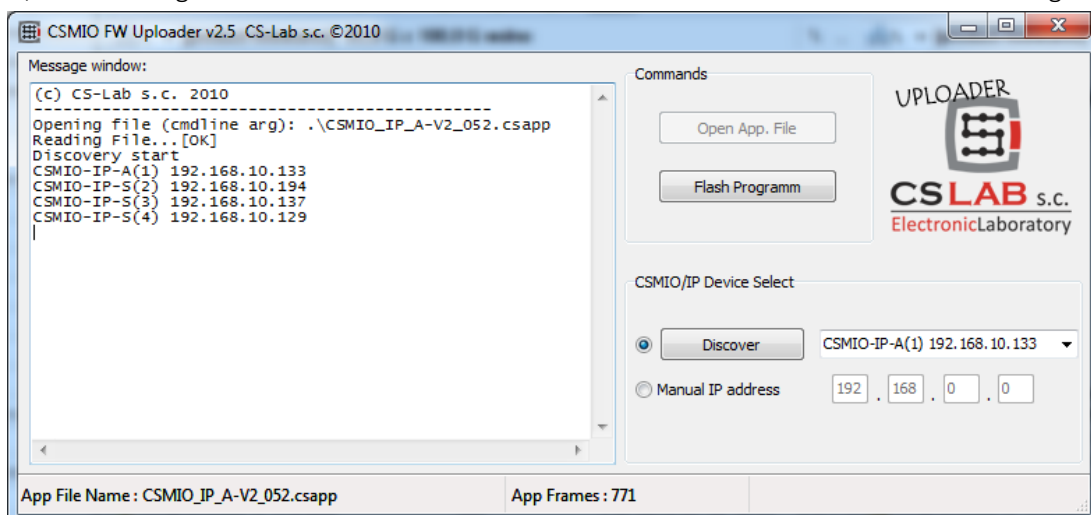 CSMIO FW Uploader v2.5 CS-Lab s.c. ©2010
Message window:
(c) CS-Lab s.c. 2010
------------------------------------------------
Opening file (cmdline arg): .\CSMIO_IP_A-V2_052.csapp
Reading File...[OK]
Discovery start
CSMIO-IP-A(1) 192.168.10.133
CSMIO-IP-S(2) 192.168.10.194
CSMIO-IP-S(3) 192.168.10.137
CSMIO-IP-S(4) 192.168.10.129
Commands
Open App. File
Flash Programm
UPLOADER
CSLAB s.c.
ElectronicLaboratory
CSMIO/IP Device Select
Discover
CSMIO-IP-A(1) 192.168.10.133
Manual IP address
192 . 168 . 0 . 0
App File Name : CSMIO_IP_A-V2_052.csapp
App Frames : 771